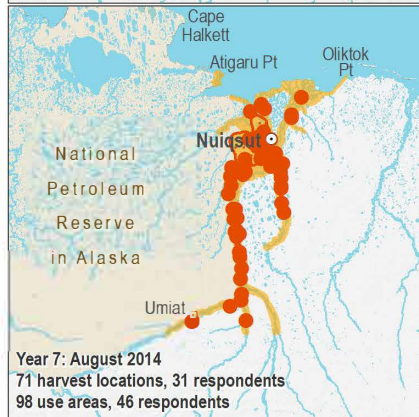 Cape
Halkett
Atigaru Pt
Oliktok
Pt
Nuiqsut
National
Petroleum
Reserve
in Alaska
Umiat
Year 7: August 2014
71 harvest locations, 31 respondents
98 use areas, 46 respondents